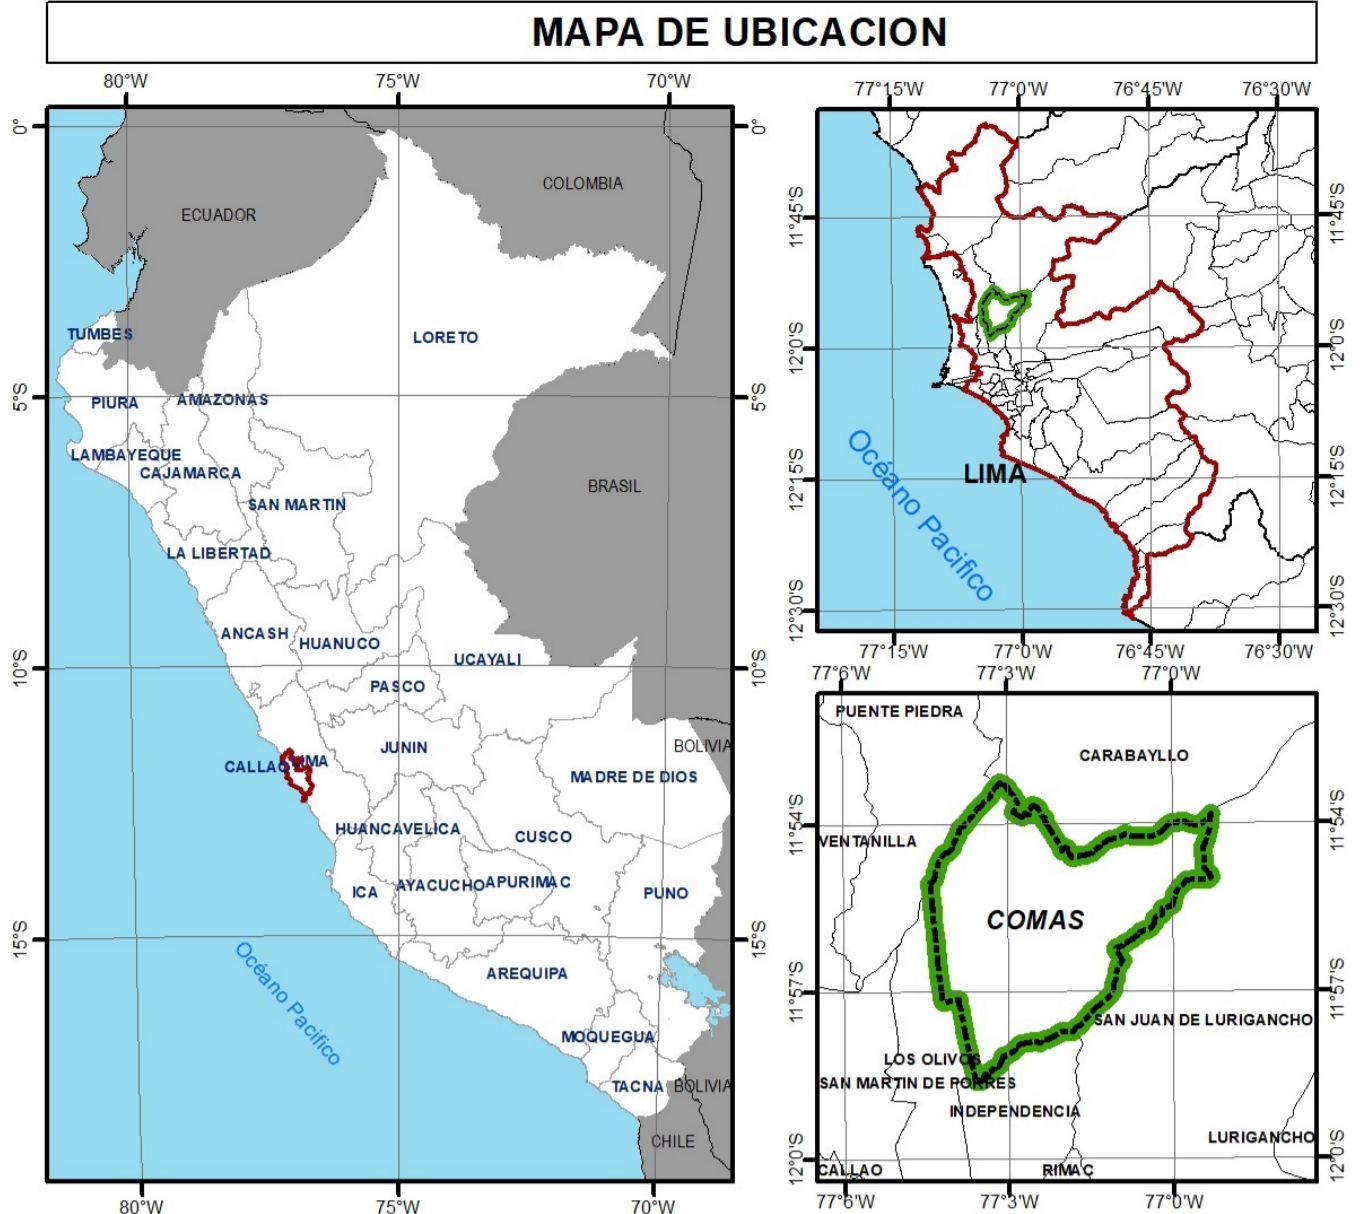 MAPA DE UBICACION
80°W 75°W 70°W
0° 0°
COLOMBIA
ECUADOR
TUMBES
LORETO
5°S 5°S
PIURA
AMAZONAS
LAMBAYEQUE
CAJAMARCA
BRASIL
SAN MARTIN
LA LIBERTAD
ANCASH
HUANUCO
UCAYALI
10°S 10°S
PASCO
JUNIN
BOLIVIA
CALLAO
MADRE DE DIOS
HUANCAVELICA
CUSCO
ICA
AYACUCHO
APURIMAC
PUNO
15°S 15°S
Océano Pacifico
AREQUIPA
MOQUEGUA
TACNA
BOLIVIA
CHILE
80°W 75°W 70°W
77°15'W 77°0'W 76°45'W 76°30'W
11°45'S 11°45'S
12°0'S 12°0'S
Océano Pacifico
LIMA
12°15'S 12°15'S
12°30'S 12°30'S
77°15'W 77°0'W 76°45'W 76°30'W
77°6'W 77°3'W 77°0'W
PUENTE PIEDRA
CARABAYLLO
11°54'S 11°54'S
VENTANILLA
COMAS
11°57'S 11°57'S
SAN JUAN DE LURIGANCHO
LOS OLIVOS
SAN MARTIN DE PORRES
INDEPENDENCIA
LURIGANCHO
12°0'S 12°0'S
CALLAO
RIMAC
77°6'W 77°3'W 77°0'W